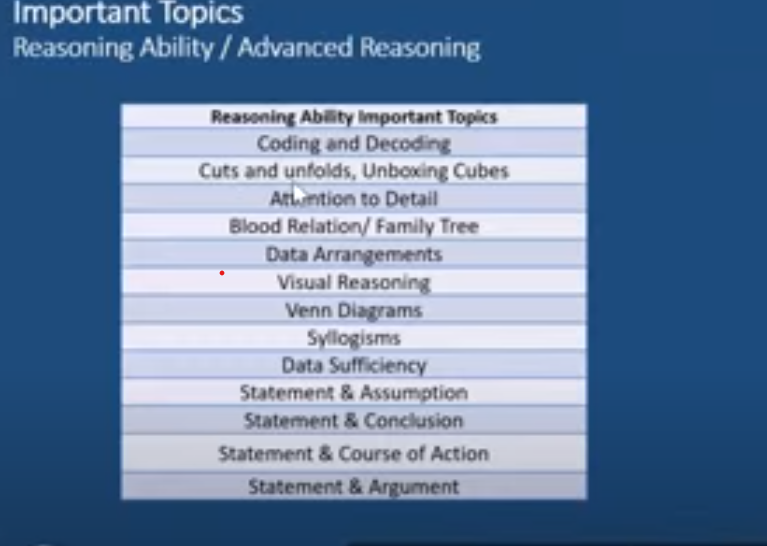 Important Topics
Reasoning Ability / Advanced Reasoning
Reasoning Ability Important Topics
Coding and Decoding
Cuts and unfolds, Unboxing Cubes
Attention to Detail
Blood Relation/ Family Tree
Data Arrangements
Visual Reasoning
Venn Diagrams
Syllogisms
Data Sufficiency
Statement & Assumption
Statement & Conclusion
Statement & Course of Action
Statement & Argument